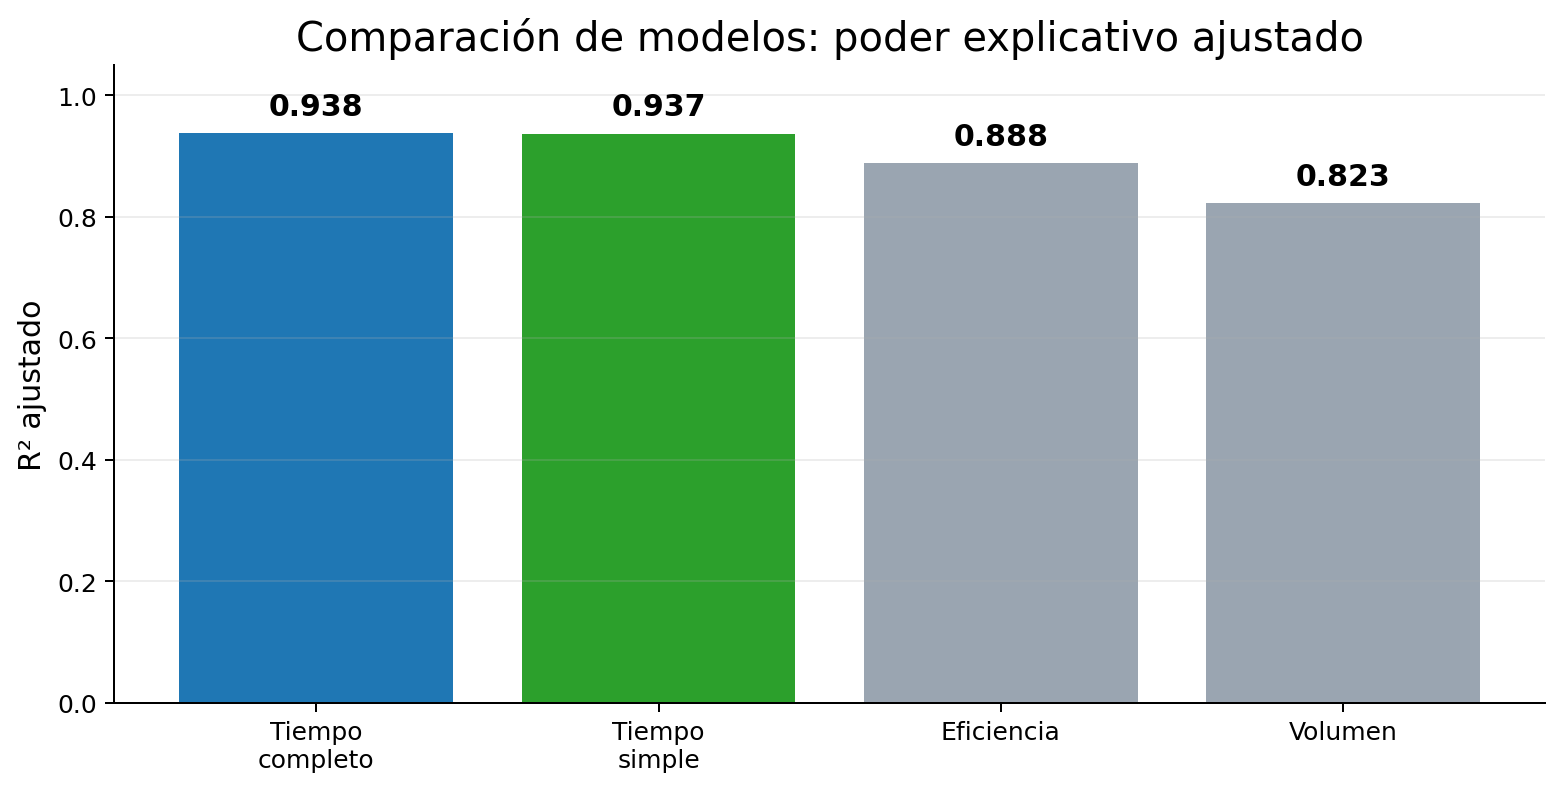 Comparación de modelos: poder explicativo ajustado
R² ajustado
1.0
0.8
0.6
0.4
0.2
0.0
0.938
0.937
0.888
0.823
Tiempo
completo
Tiempo
simple
Eficiencia
Volumen